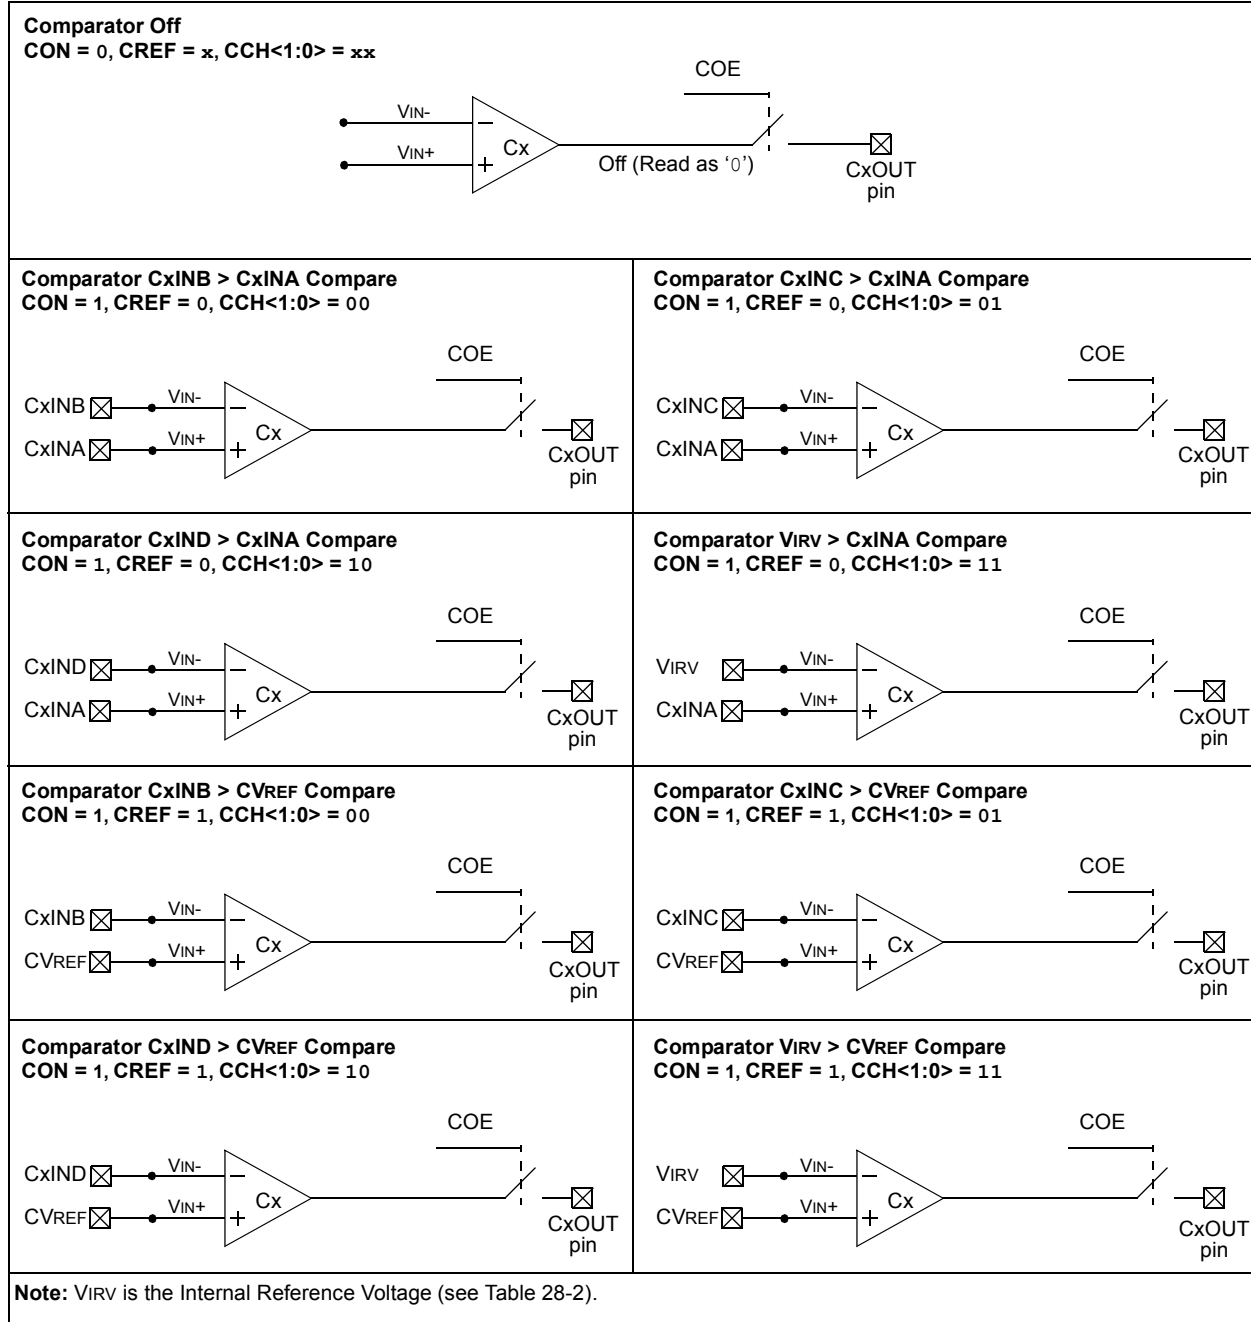 Comparator Off
CON = 0, CREF = x, CCH<1:0> = xx
COE
VIN-
VIN+
Cx
Off (Read as ‘0’)
CxOUT
pin
Comparator CxINB > CxINA Compare
CON = 1, CREF = 0, CCH<1:0> = 00
COE
CxINB
VIN-
CxINA
VIN+
Cx
CxOUT
pin
Comparator CxINC > CxINA Compare
CON = 1, CREF = 0, CCH<1:0> = 01
COE
CxINC
VIN-
CxINA
VIN+
Cx
CxOUT
pin
Comparator CxIND > CxINA Compare
CON = 1, CREF = 0, CCH<1:0> = 10
COE
CxIND
VIN-
CxINA
VIN+
Cx
CxOUT
pin
Comparator VIRV > CxINA Compare
CON = 1, CREF = 0, CCH<1:0> = 11
COE
VIRV
VIN-
CxINA
VIN+
Cx
CxOUT
pin
Comparator CxINB > CVREF Compare
CON = 1, CREF = 1, CCH<1:0> = 00
COE
CxINB
VIN-
CVREF
VIN+
Cx
CxOUT
pin
Comparator CxINC > CVREF Compare
CON = 1, CREF = 1, CCH<1:0> = 01
COE
CxINC
VIN-
CVREF
VIN+
Cx
CxOUT
pin
Comparator CxIND > CVREF Compare
CON = 1, CREF = 1, CCH<1:0> = 10
COE
CxIND
VIN-
CVREF
VIN+
Cx
CxOUT
pin
Comparator VIRV > CVREF Compare
CON = 1, CREF = 1, CCH<1:0> = 11
COE
VIRV
VIN-
CVREF
VIN+
Cx
CxOUT
pin
Note: VIRV is the Internal Reference Voltage (see Table 28-2).